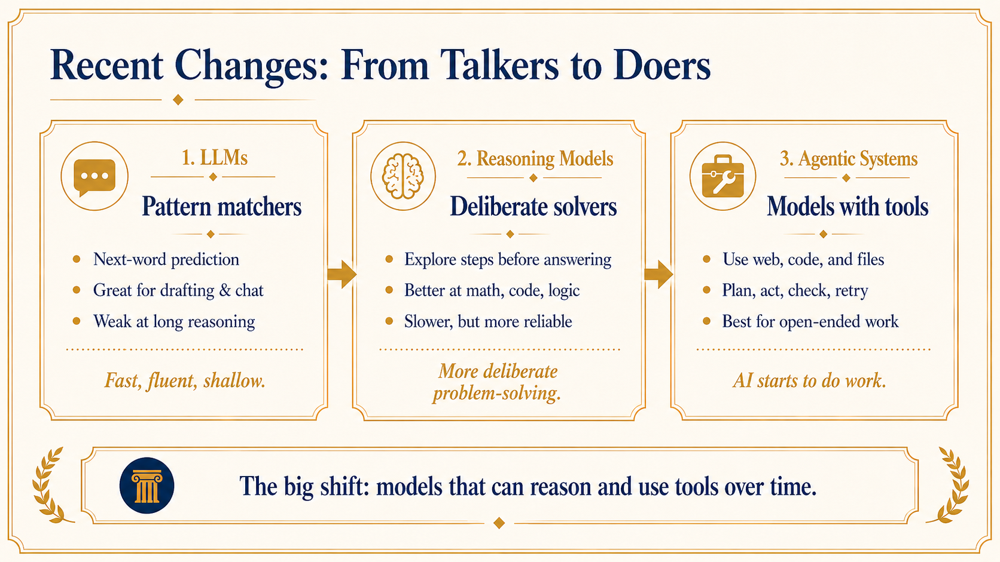 Recent Changes: From Talkers to Doers
1. LLMs
Pattern matchers
Next-word prediction
Great for drafting & chat
Weak at long reasoning
Fast, fluent, shallow.
2. Reasoning Models
Deliberate solvers
Explore steps before answering
Better at math, code, logic
Slower, but more reliable
More deliberate
problem-solving.
3. Agentic Systems
Models with tools
Use web, code, and files
Plan, act, check, retry
Best for open-ended work
AI starts to do work.
The big shift: models that can reason and use tools over time.